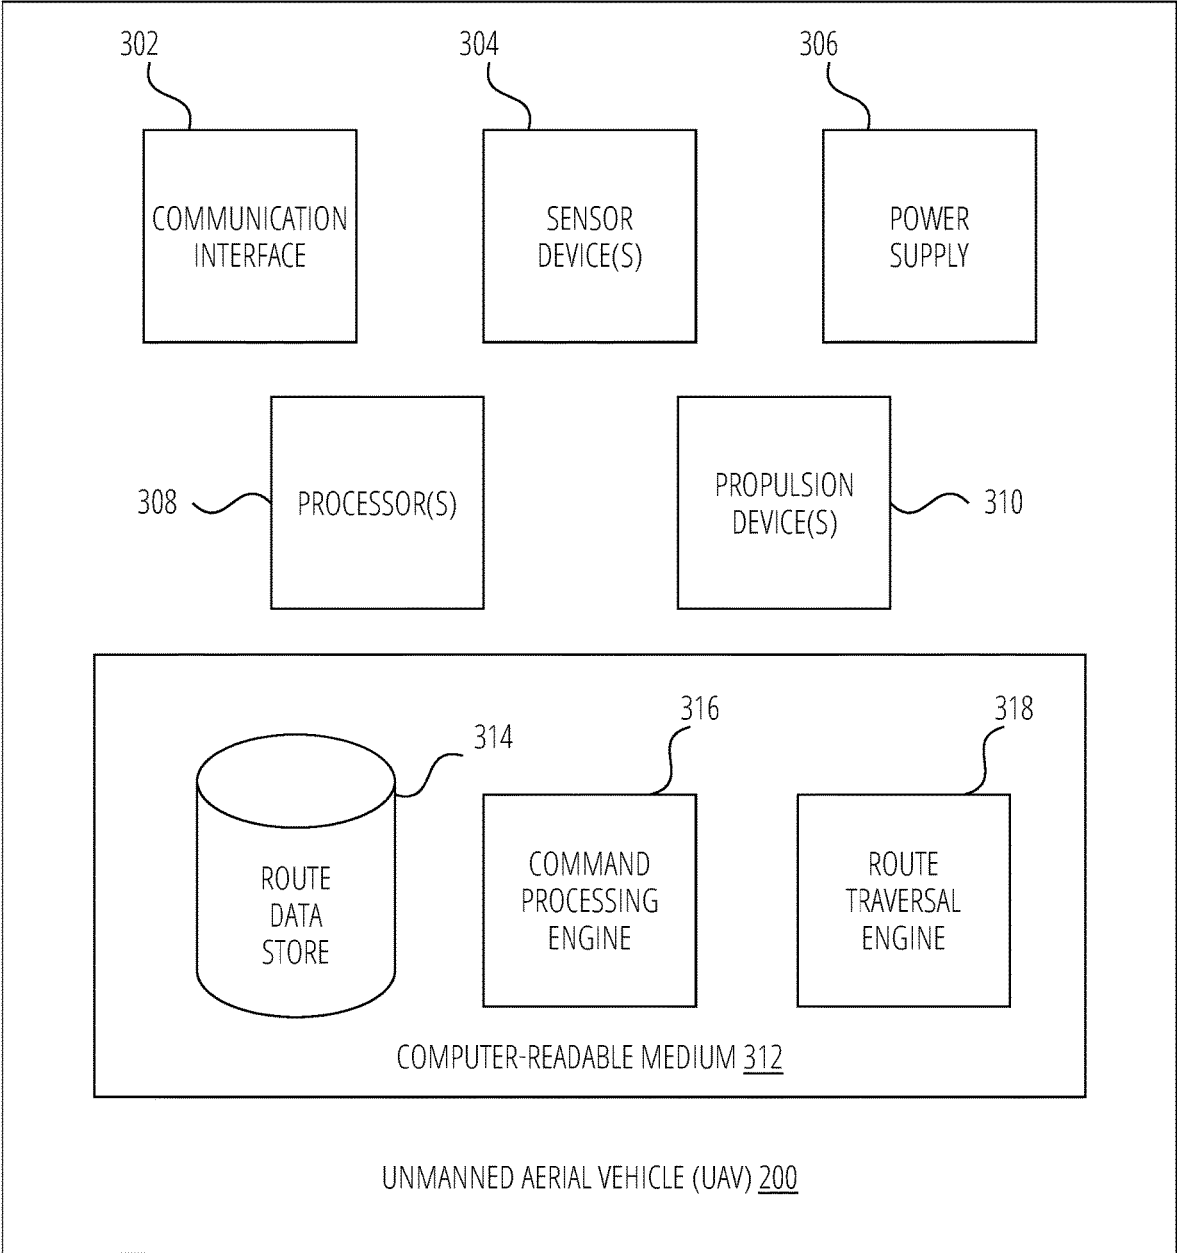 302
304
306
COMMUNICATION
INTERFACE
SENSOR
DEVICE(S)
POWER
SUPPLY
308
PROCESSOR(S)
PROPULSION
DEVICE(S)
310
314
316
318
ROUTE
DATA
STORE
COMMAND
PROCESSING
ENGINE
ROUTE
TRAVERSAL
ENGINE
COMPUTER-READABLE MEDIUM 312
UNMANNED AERIAL VEHICLE (UAV) 200